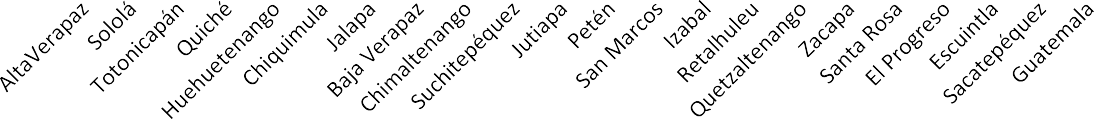 AltaVerapaz
Sololá
Totonicapán
Quiché
Huehuetenango
Chiquimula
Jalapa
Baja Verapaz
Chimaltenango
Suchitepéquez
Jutiapa
Petén
San Marcos
Izabal
Retalhuleu
Quetzaltenango
Zacapa
Santa Rosa
El Progreso
Escuintla
Sacatepéquez
Guatemala